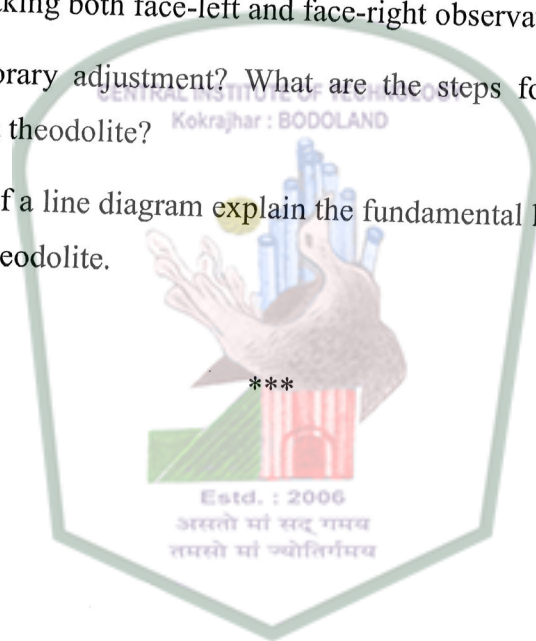 king both face-left and face-right observa
rary adjustment? What are the steps fo
CENTRAL INSTITUTE OF TECHNOLOGY
theodolite?
Kokrajhar : BODOLAND
f a line diagram explain the fundamental
eodolite.
***
Estd. : 2006
असतो मां सद् गमय
तमसो मां ज्योतिर्गमय